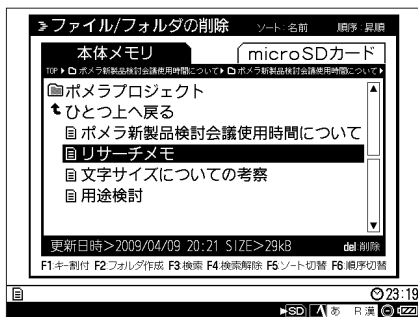 ファイル/フォルダの削除 ソート:名前 順序:昇順
本体メモリ microSDカード
TOP ポメラ新製品検討会議使用時間について ポメラ新製品検討会議使用時間について
ポメラプロジェクト
ひとつ上へ戻る
ポメラ新製品検討会議使用時間について
リサーチメモ
文字サイズについての考察
用途検討
更新日時>2009/04/09 20:21 SIZE>29kB del 削除
F1:キー割付 F2:フォルダ作成 F3:検索 F4:検索解除 F5:ソート切替 F6:順序切替
23:19
SD あ R漢